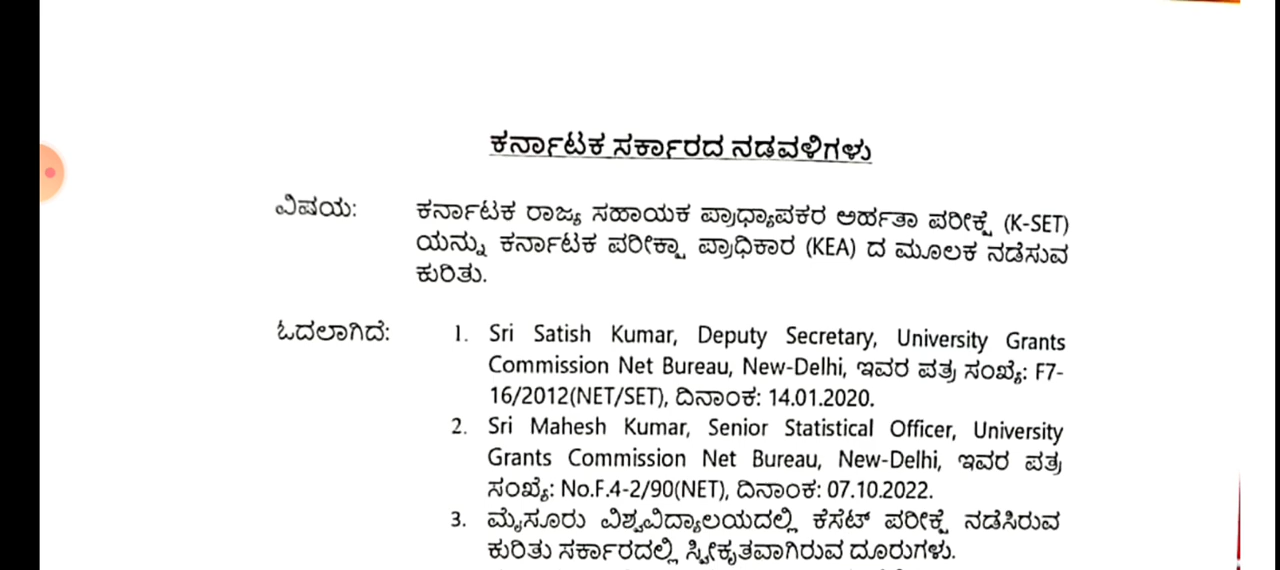 ಕರ್ನಾಟಕ ಸರ್ಕಾರದ ನಡವಳಿಗಳು
ವಿಷಯ: ಕರ್ನಾಟಕ ರಾಜ್ಯ ಸಹಾಯಕ ಪ್ರಾಧ್ಯಾಪಕರ ಅರ್ಹತಾ ಪರೀಕ್ಷೆ (K-SET)
ಯನ್ನು ಕರ್ನಾಟಕ ಪರೀಕ್ಷಾ ಪ್ರಾಧಿಕಾರ (KEA) ದ ಮೂಲಕ ನಡೆಸುವ
ಕುರಿತು.
ಓದಲಾಗಿದೆ: 1. Sri Satish Kumar, Deputy Secretary, University Grants
Commission Net Bureau, New-Delhi, ಇವರ ಪತ್ರ ಸಂಖ್ಯೆ: F7-
16/2012(NET/SET), ದಿನಾಂಕ: 14.01.2020.
2. Sri Mahesh Kumar, Senior Statistical Officer, University
Grants Commission Net Bureau, New-Delhi, ಇವರ ಪತ್ರ
ಸಂಖ್ಯೆ: No.F.4-2/90(NET), ದಿನಾಂಕ: 07.10.2022.
3. ಮೈಸೂರು ವಿಶ್ವವಿದ್ಯಾಲಯದಲ್ಲಿ ಕೆಸೆಟ್ ಪರೀಕ್ಷೆ ನಡೆಸಿರುವ
ಕುರಿತು ಸರ್ಕಾರದಲ್ಲಿ ಸ್ವೀಕೃತವಾಗಿರುವ ದೂರುಗಳು.